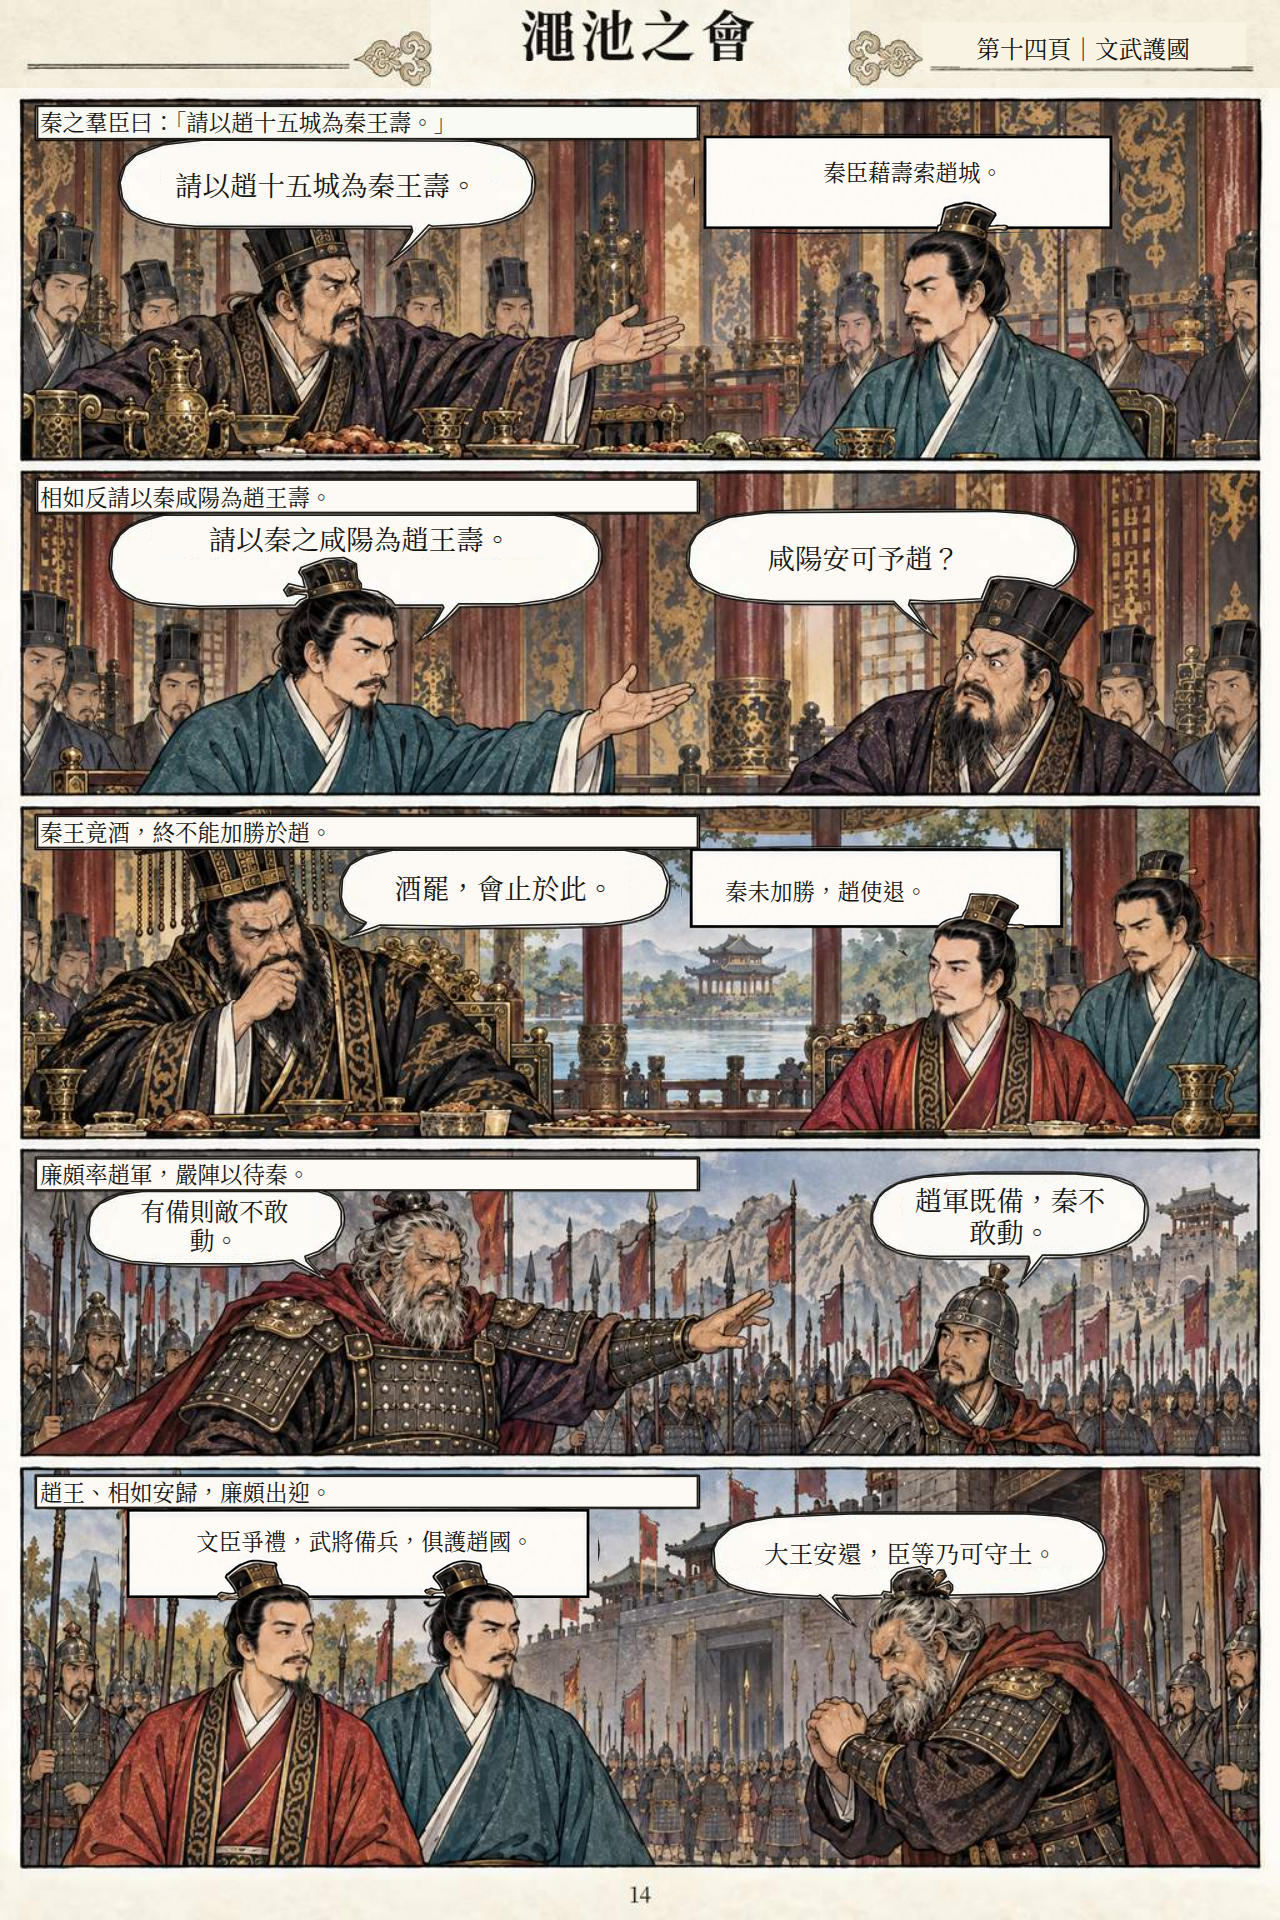 澠池之會
第十四頁｜文武護國
秦之羣臣曰：「請以趙十五城為秦王壽。」
請以趙十五城為秦王壽。
秦臣藉壽索趙城。
相如反請以秦咸陽為趙王壽。
請以秦之咸陽為趙王壽。
咸陽安可予趙？
秦王竟酒，終不能加勝於趙。
酒罷，會止於此。
秦未加勝，趙使退。
廉頗率趙軍，嚴陣以待秦。
有備則敵不敢
動。
趙軍既備，秦不
敢動。
趙王、相如安歸，廉頗出迎。
文臣爭禮，武將備兵，俱護趙國。
大王安還，臣等乃可守土。
14